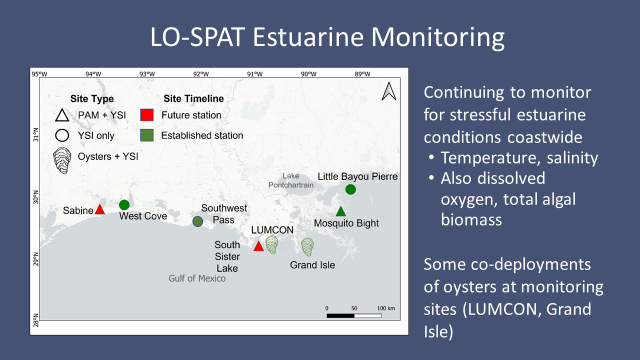 LO-SPAT Estuarine Monitoring
95°W 94°W 93°W 92°W 91°W 90°W 89°W
Site Type Site Timeline
PAM + YSI Future station
YSI only Established station
Oysters + YSI
31°N
30°N
29°N
28°N
Lake
Pontchartrain
Little Bayou Pierre
Sabine
West Cove
Southwest
Pass
Mosquito Bight
LUMCON
South
Sister
Lake
Grand Isle
Gulf of Mexico
0 50 100 km
Continuing to monitor
for stressful estuarine
conditions coastwide
• Temperature, salinity
• Also dissolved
oxygen, total algal
biomass
Some co-deployments
of oysters at monitoring
sites (LUMCON, Grand
Isle)